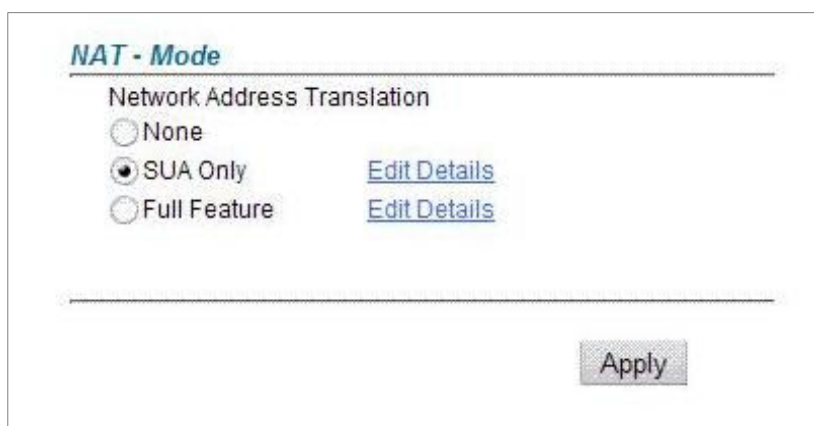 NAT - Mode
Network Address Translation
None
SUA Only Edit Details
Full Feature Edit Details
Apply